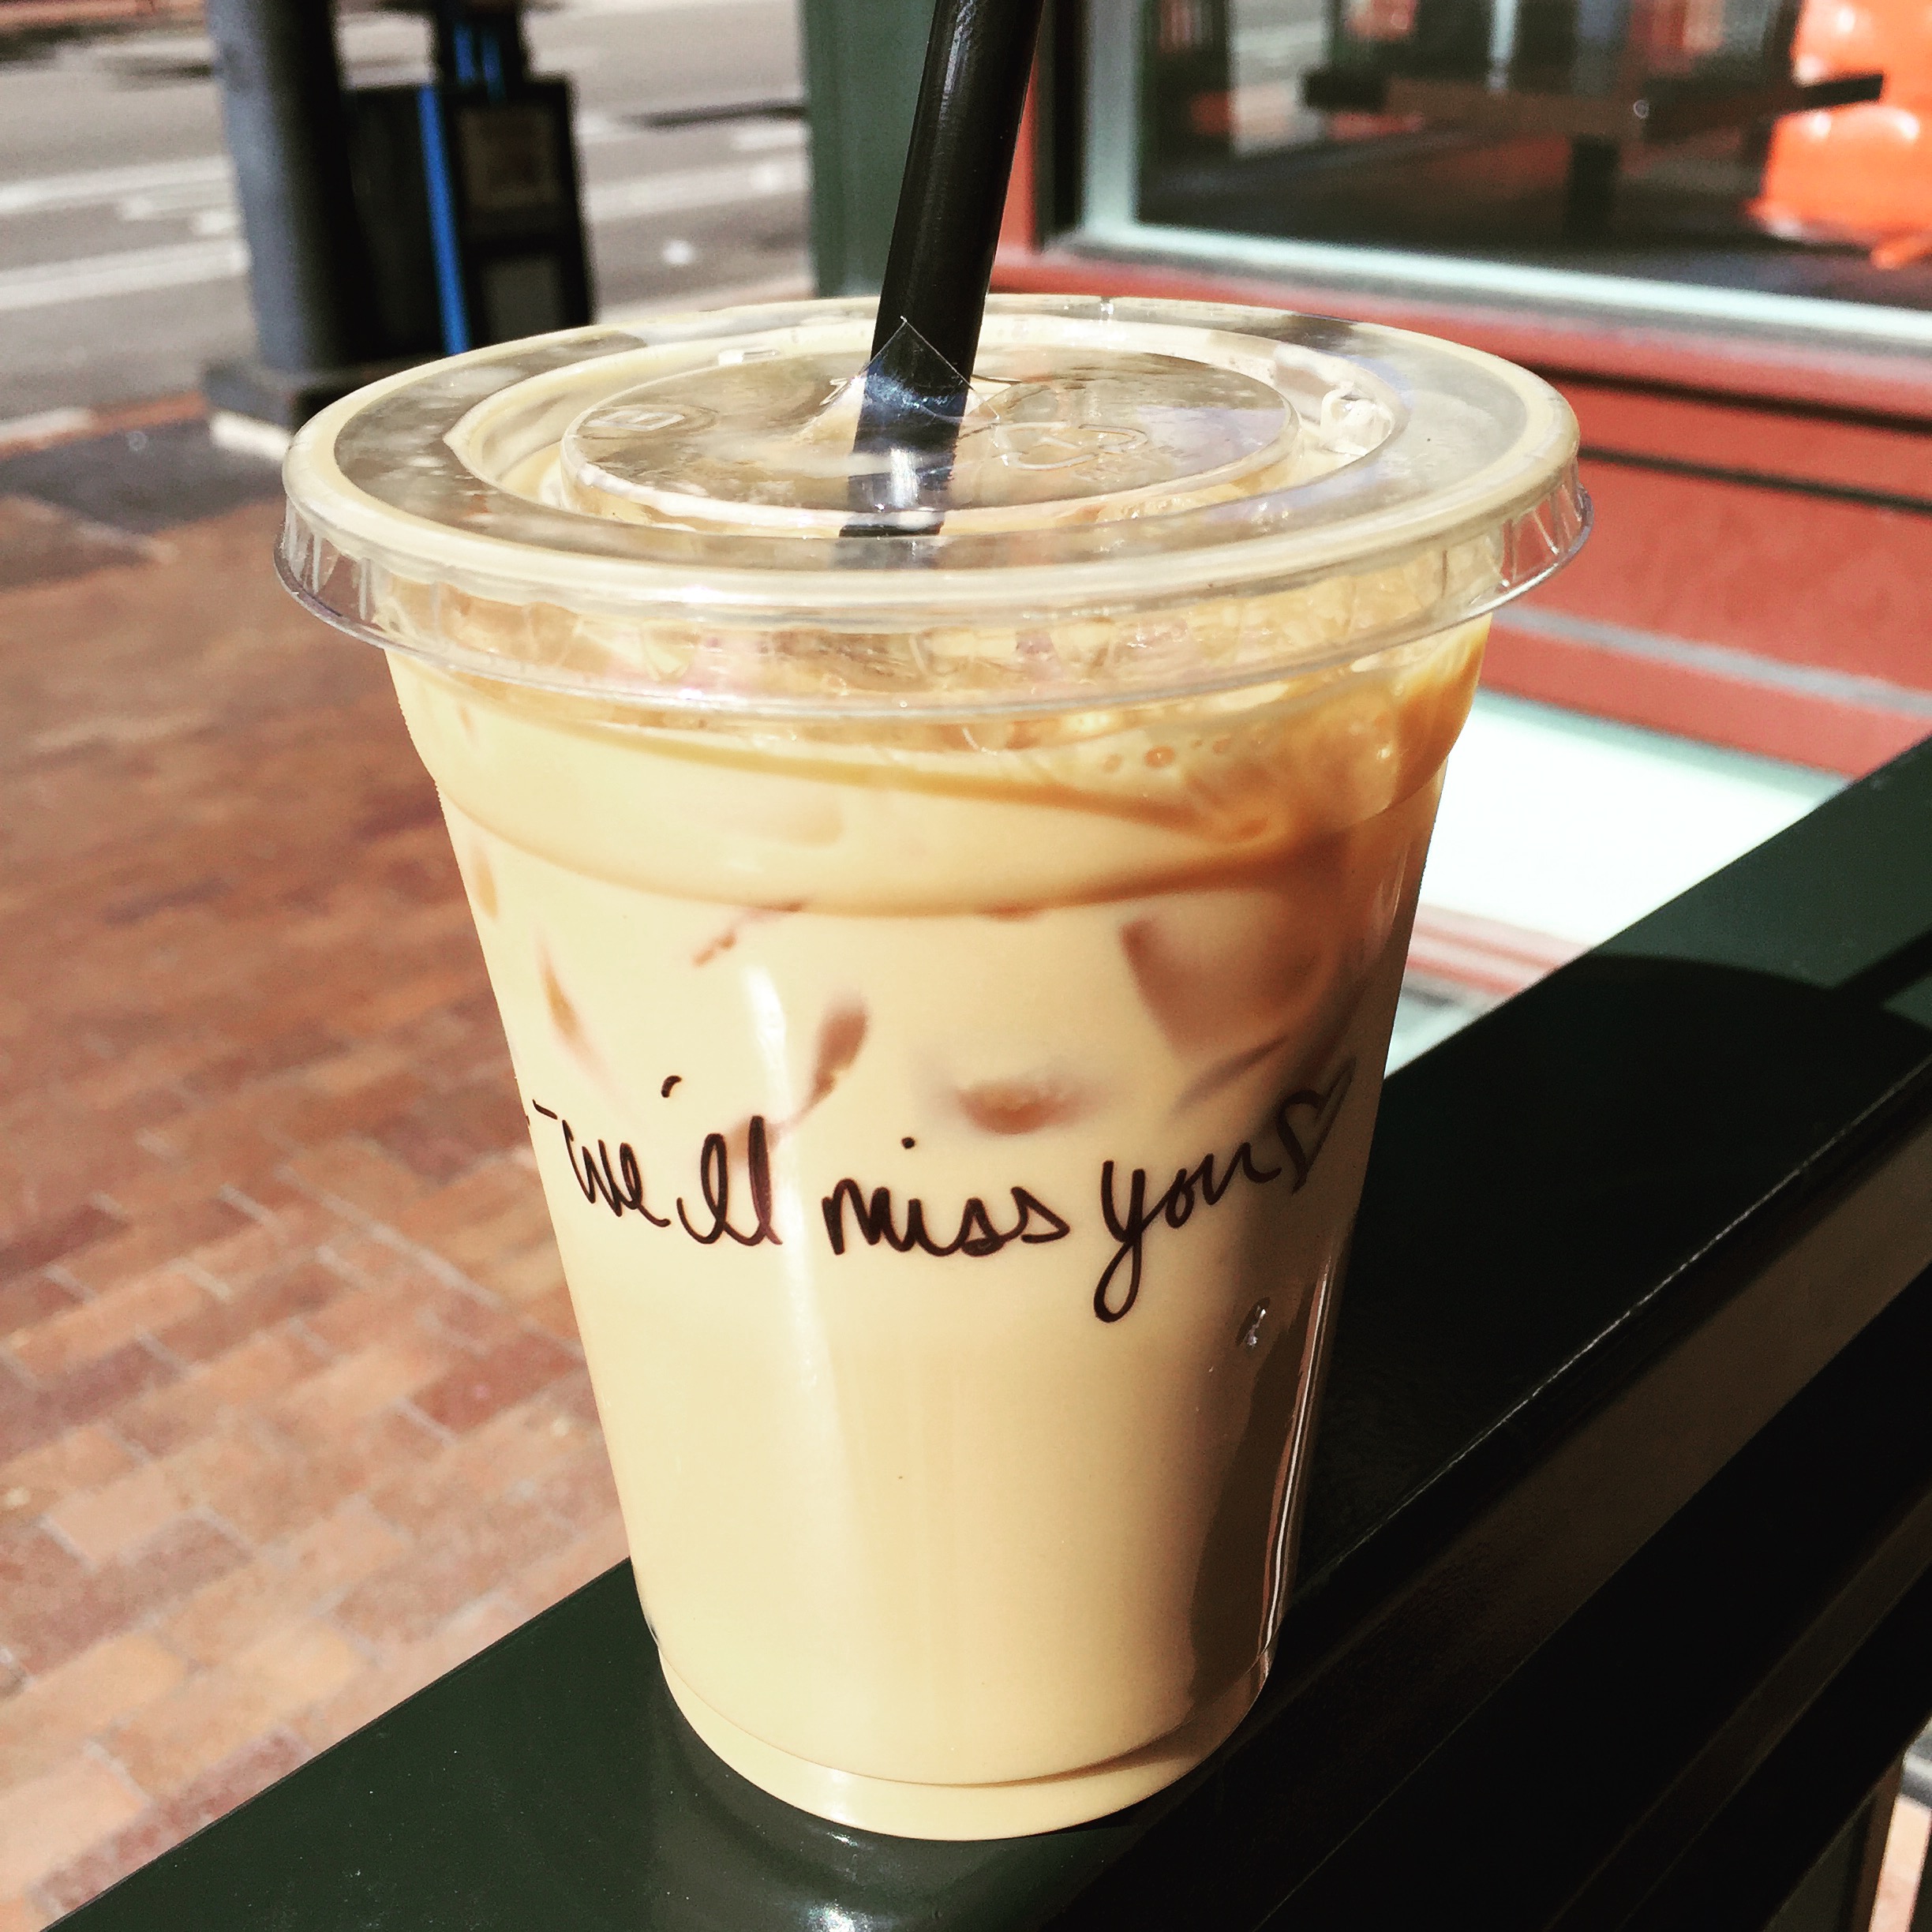 - we'll miss you ♡